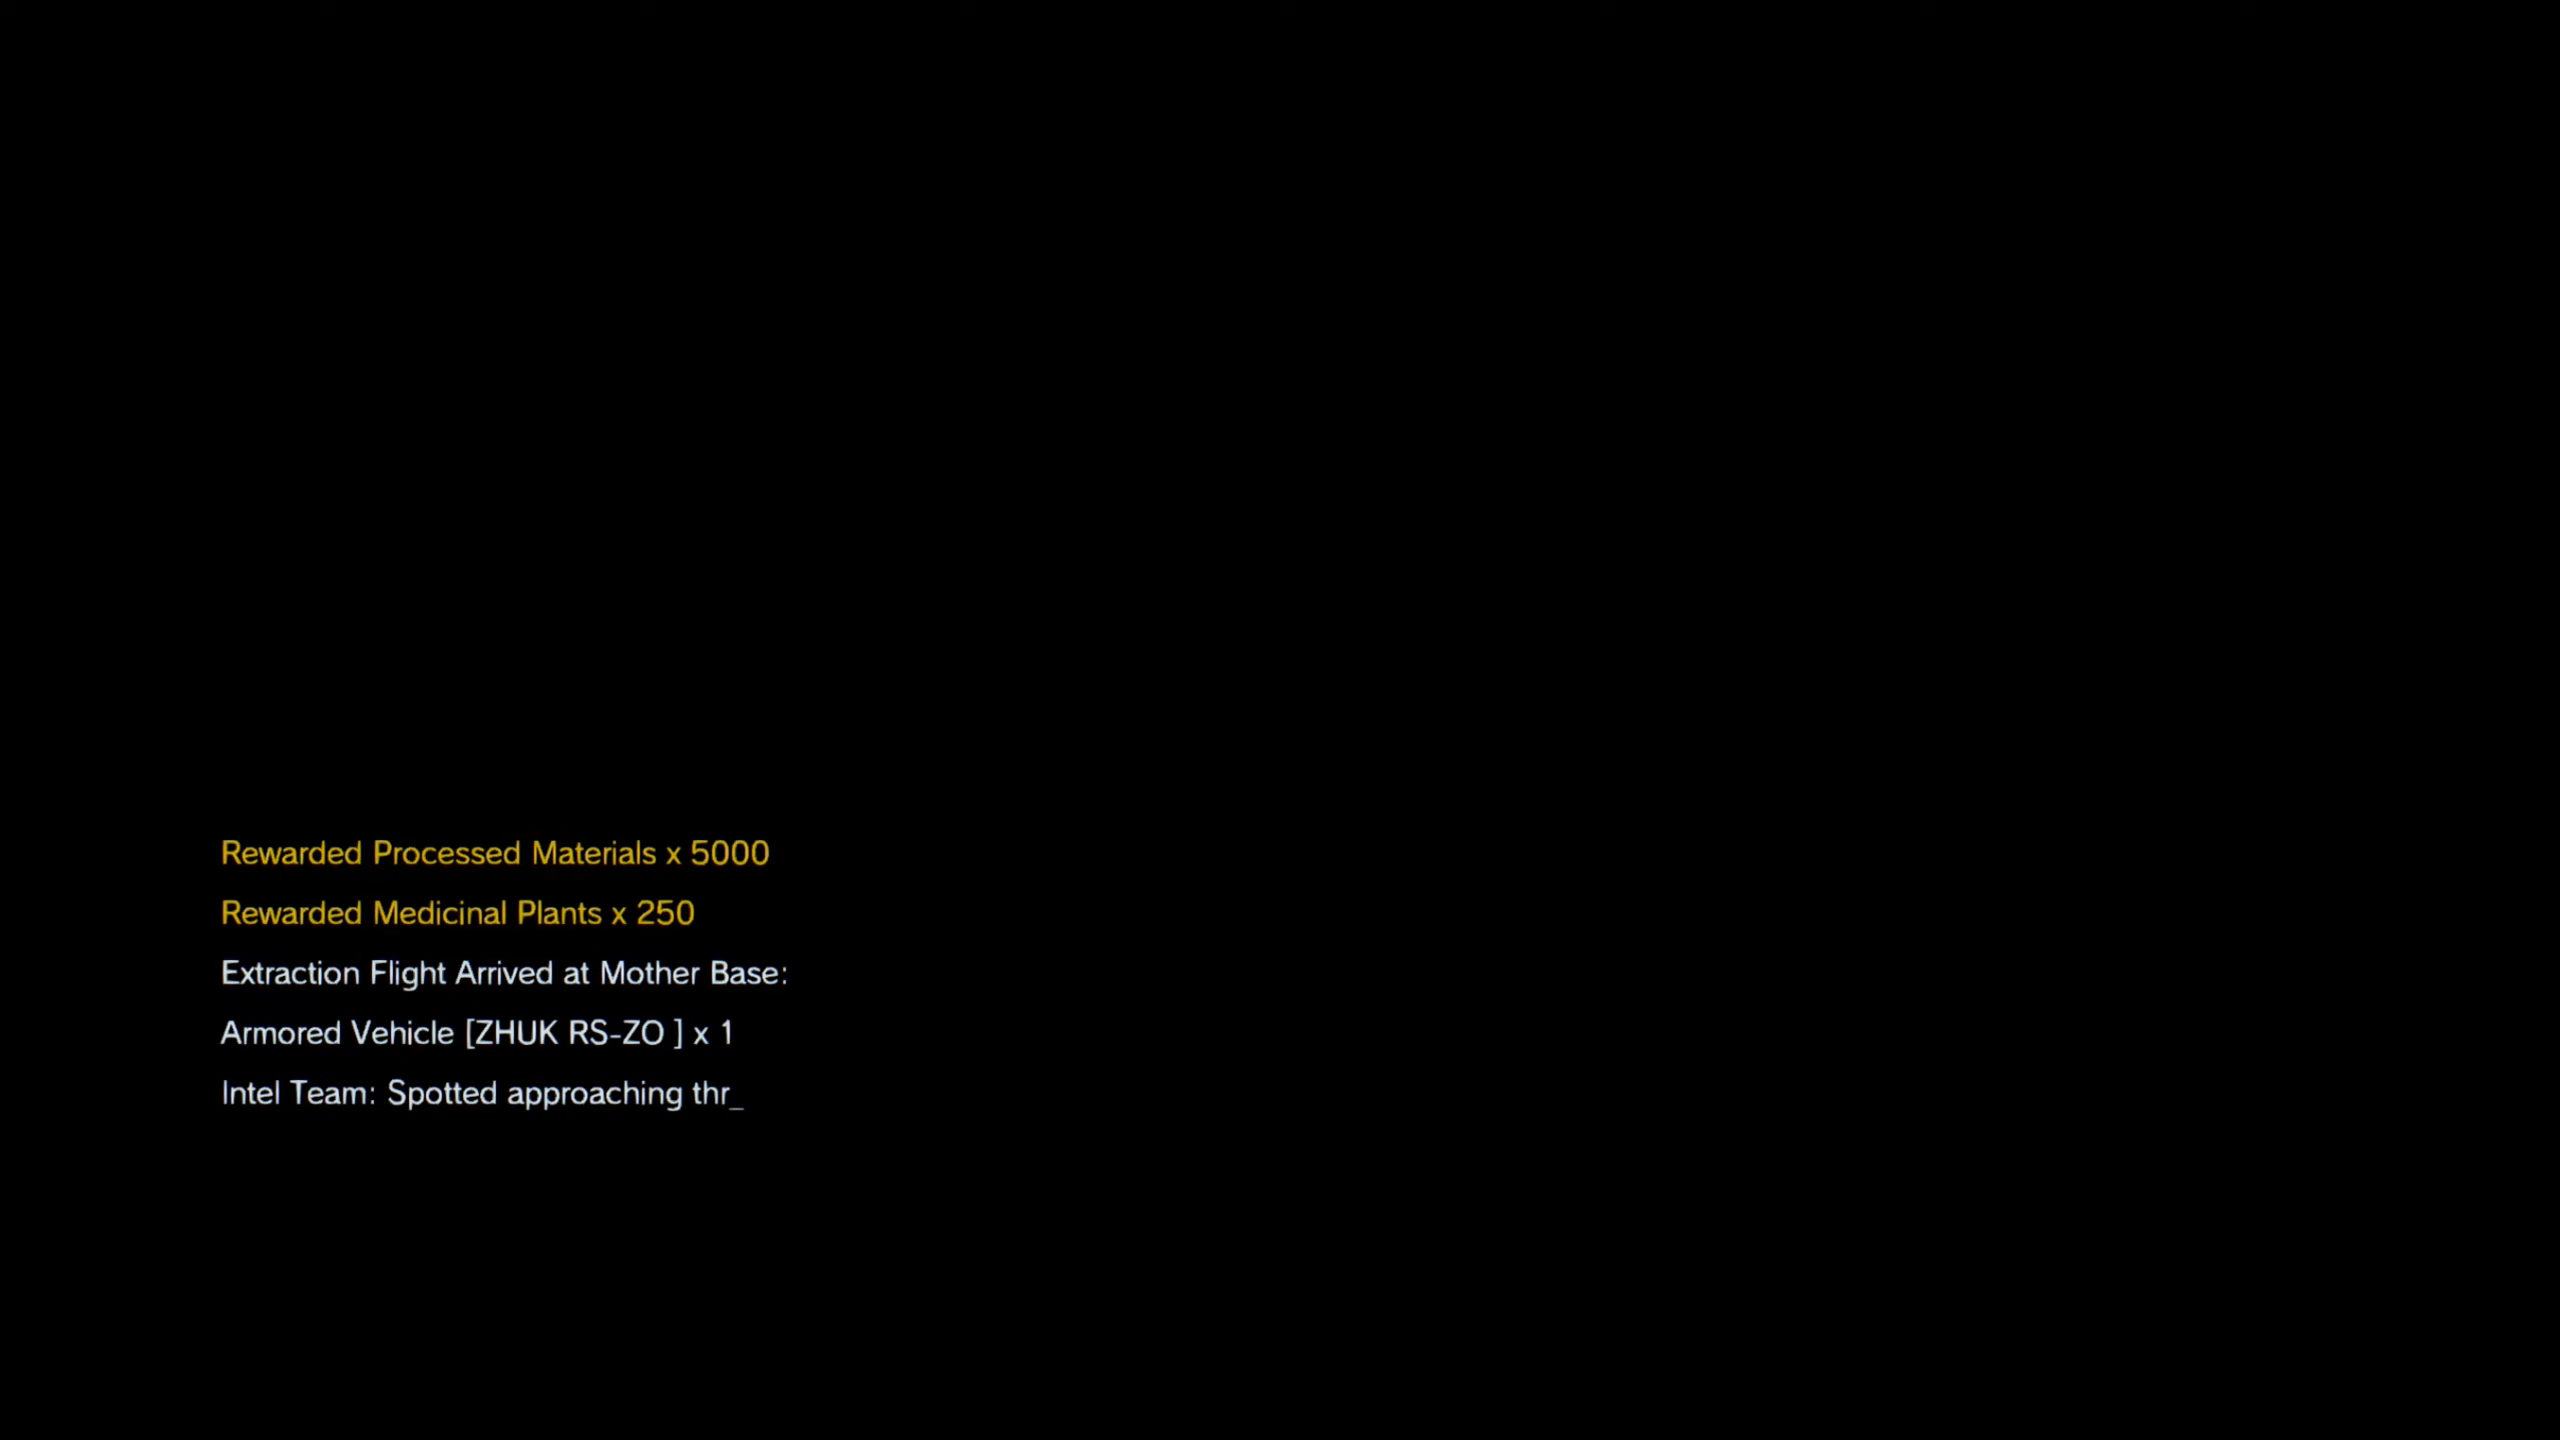 Rewarded Processed Materials x 5000
Rewarded Medicinal Plants x 250
Extraction Flight Arrived at Mother Base:
Armored Vehicle [ZHUK RS-ZO ] x 1
Intel Team: Spotted approaching thr_